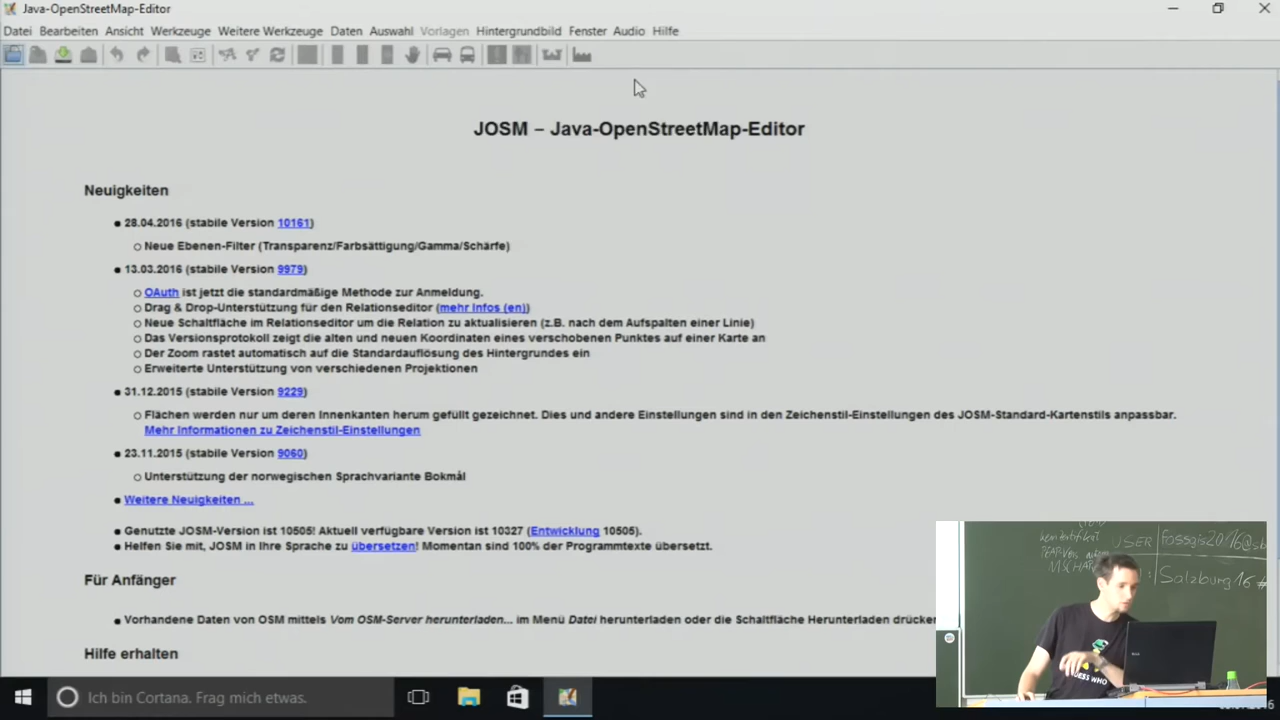 Java-OpenStreetMap-Editor
Datei Bearbeiten Ansicht Werkzeuge Weitere Werkzeuge Daten Auswahl Vorlagen Hintergrundbild Fenster Audio Hilfe
JOSM – Java-OpenStreetMap-Editor
Neuigkeiten
28.04.2016 (stabile Version 10161)
Neue Ebenen-Filter (Transparenz/Farbsättigung/Gamma/Schärfe)
13.03.2016 (stabile Version 9979)
OAuth ist jetzt die standardmäßige Methode zur Anmeldung.
Drag & Drop-Unterstützung für den Relationseditor (mehr Infos (en))
Neue Schaltfläche im Relationseditor um die Relation zu aktualisieren (z.B. nach dem Aufspalten einer Linie)
Das Versionsprotokoll zeigt die alten und neuen Koordinaten eines verschobenen Punktes auf einer Karte an
Der Zoom rastet automatisch auf die Standardauflösung des Hintergrundes ein
Erweiterte Unterstützung von verschiedenen Projektionen
31.12.2015 (stabile Version 9229)
Flächen werden nur um deren Innenkanten herum gefüllt gezeichnet. Dies und andere Einstellungen sind in den Zeichenstil-Einstellungen des JOSM-Standard-Kartenstils anpassbar.
Mehr Informationen zu Zeichenstil-Einstellungen
23.11.2015 (stabile Version 9060)
Unterstützung der norwegischen Sprachvariante Bokmål
Weitere Neuigkeiten ...
Genutzte JOSM-Version ist 10505! Aktuell verfügbare Version ist 10327 (Entwicklung 10505).
Helfen Sie mit, JOSM in Ihre Sprache zu übersetzen! Momentan sind 100% der Programmtexte übersetzt.
Für Anfänger
Vorhandene Daten von OSM mittels Vom OSM-Server herunterladen... im Menü Datei herunterladen oder die Schaltfläche Herunterladen drücken
Hilfe erhalten
USER fossgis2016@sb
Salzburg16#
GUESS WHO
Ich bin Cortana. Frag mich etwas.